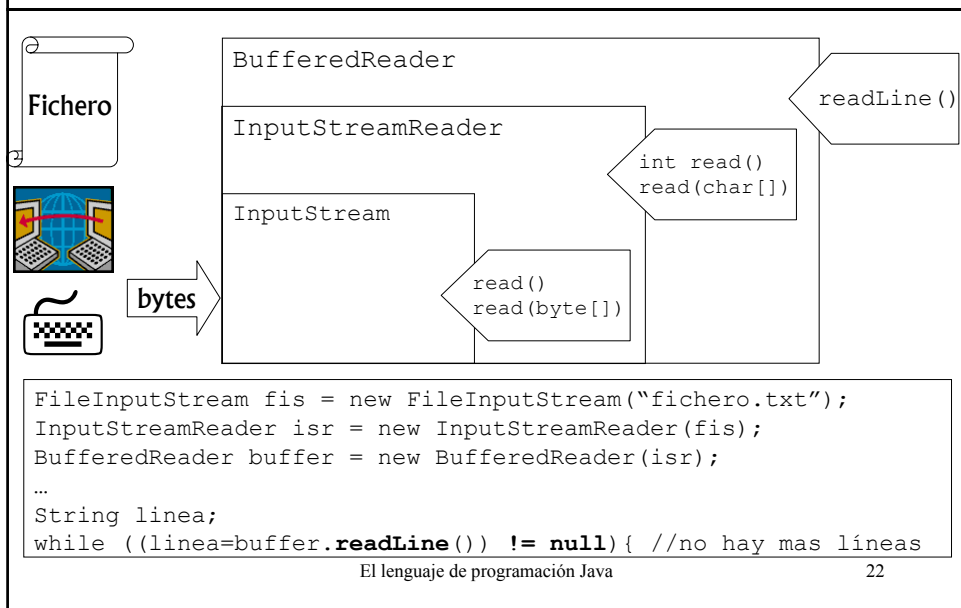 Fichero
BufferedReader
readLine()
InputStreamReader
int read()
read(char[])
InputStream
read()
read(byte[])
bytes
FileInputStream fis = new FileInputStream(“fichero.txt”);
InputStreamReader isr = new InputStreamReader(fis);
BufferedReader buffer = new BufferedReader(isr);
…
String linea;
while ((linea=buffer.readLine()) != null){ //no hay mas líneas
El lenguaje de programación Java 22